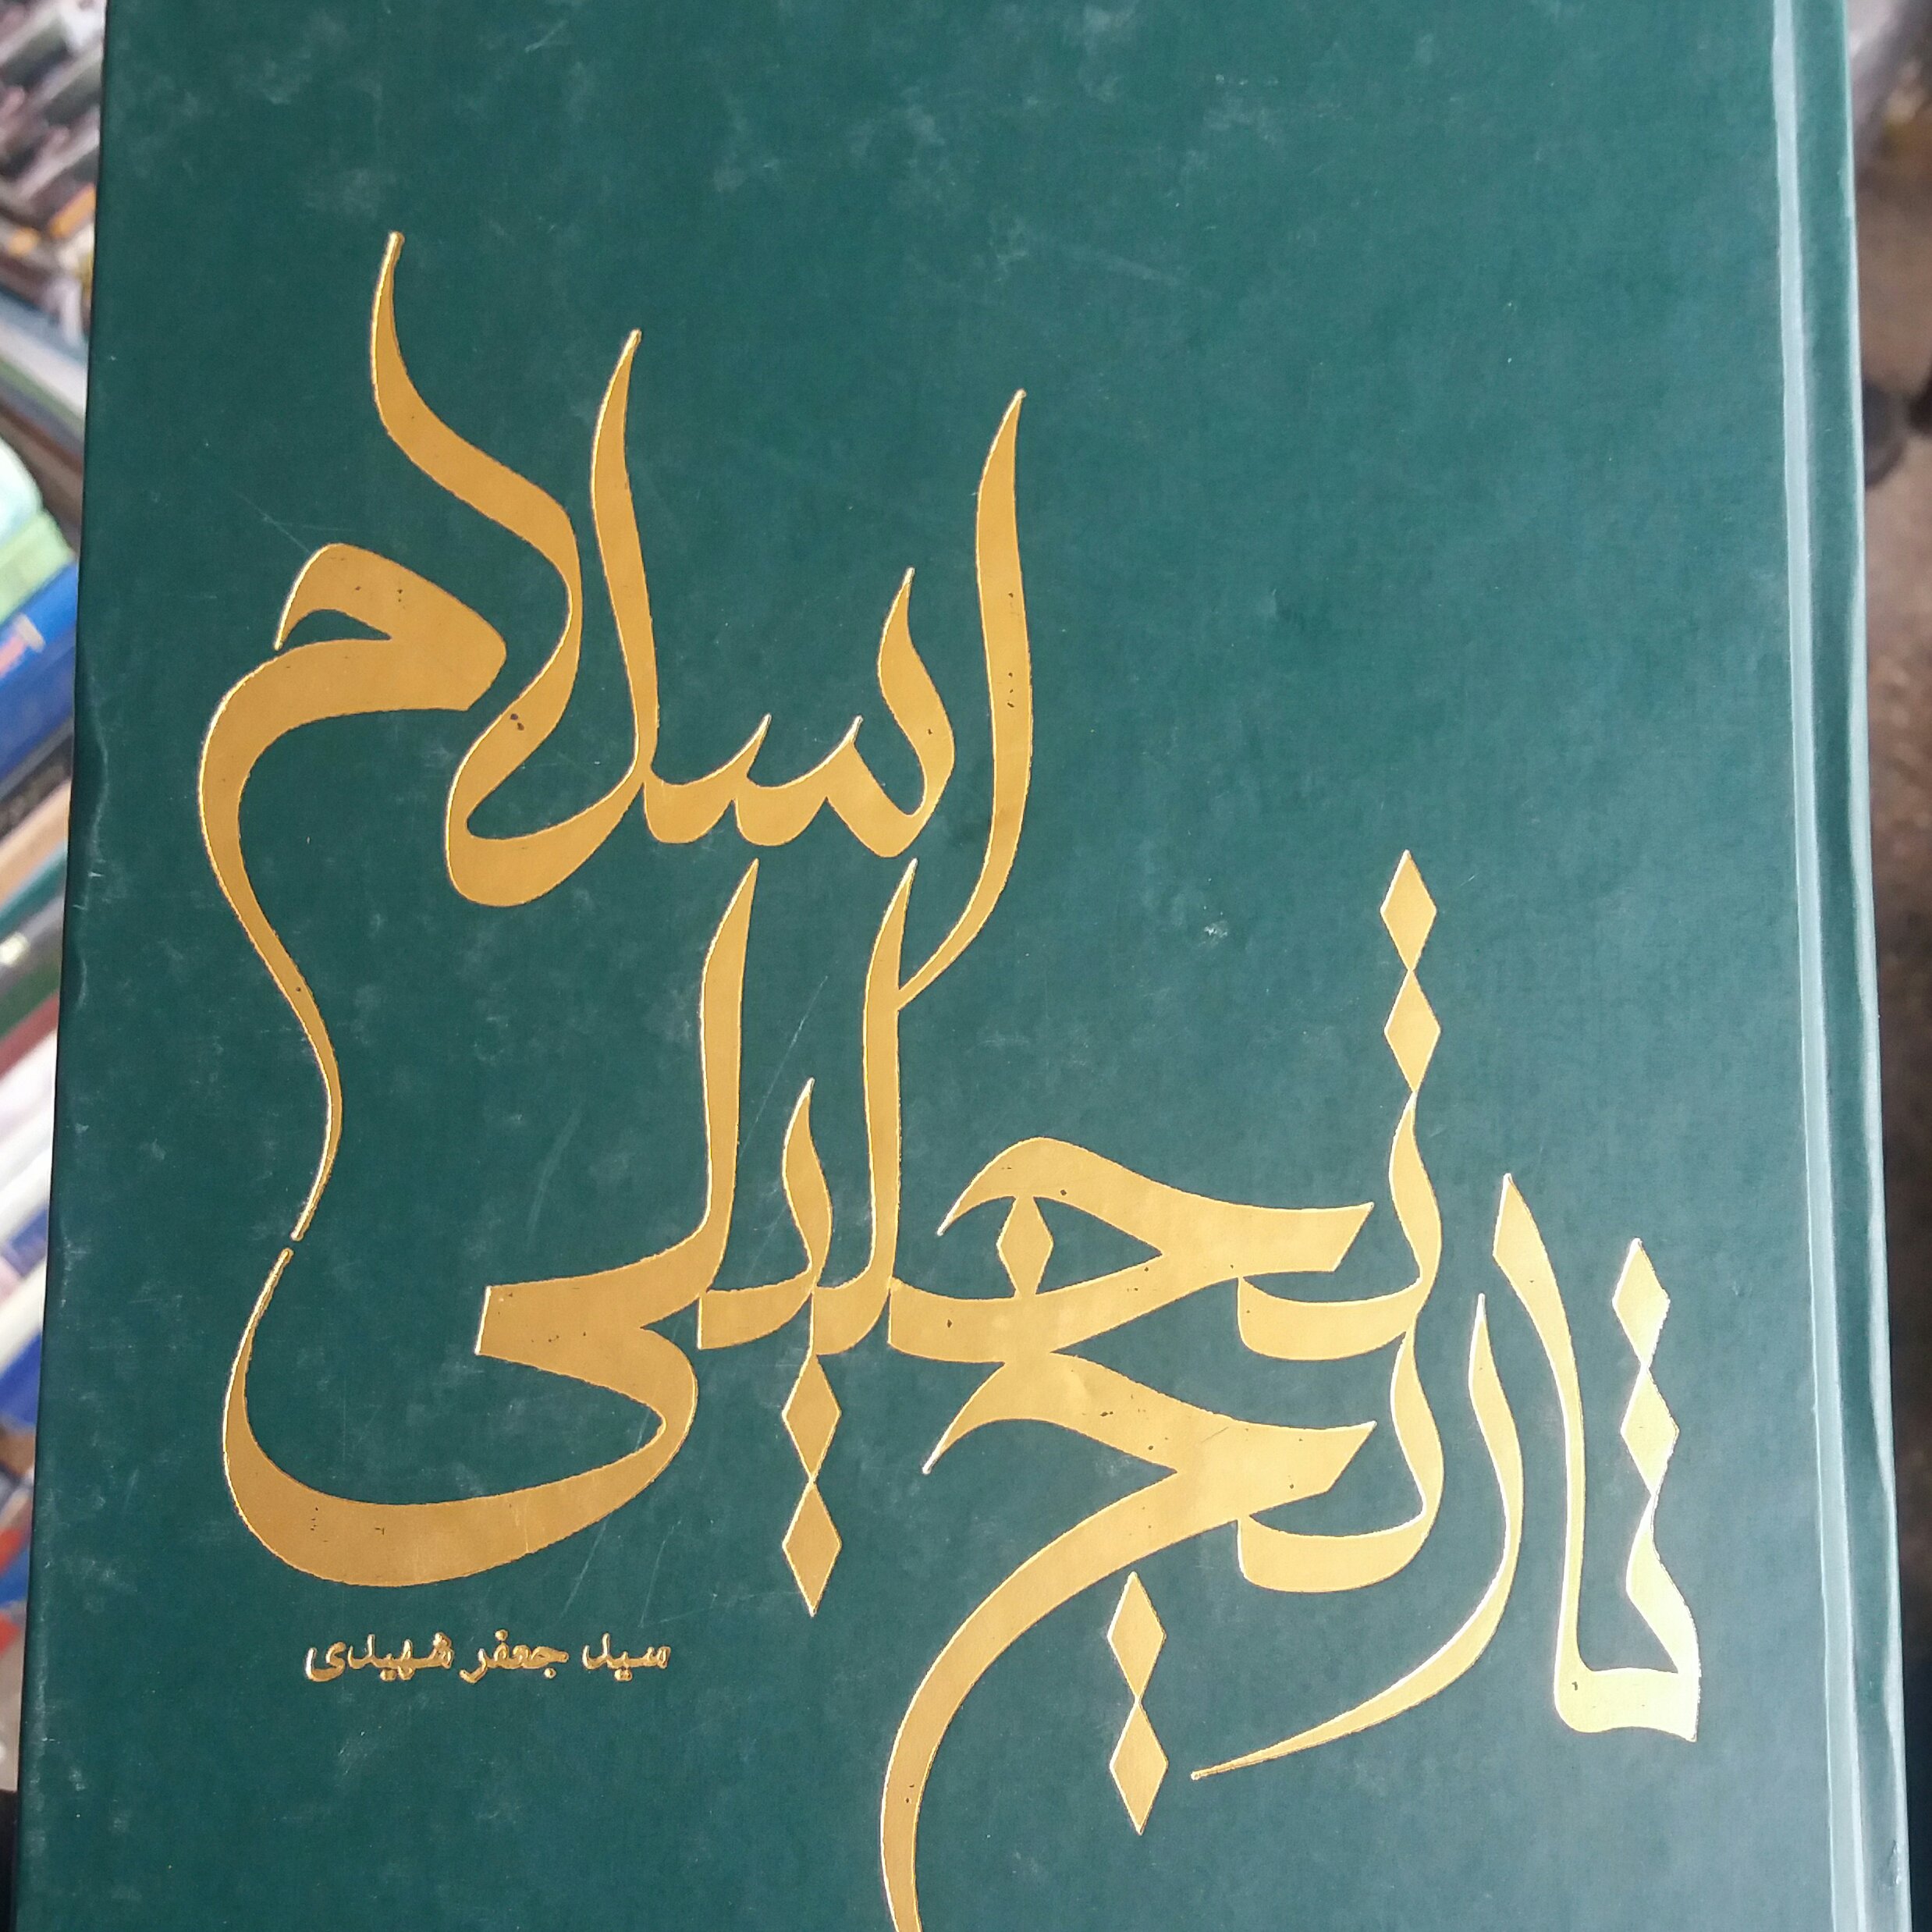 تاریخ
تحلیلی
اسلام
سید جعفر شهیدی